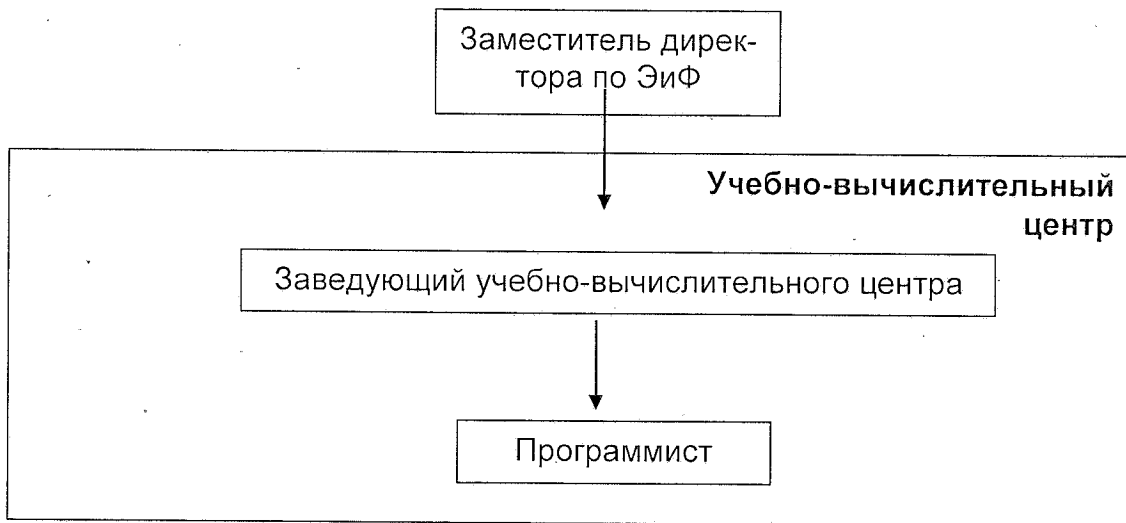 Заместитель дирек-
тора по ЭиФ
Учебно-вычислительный
центр
Заведующий учебно-вычислительного центра
Программист